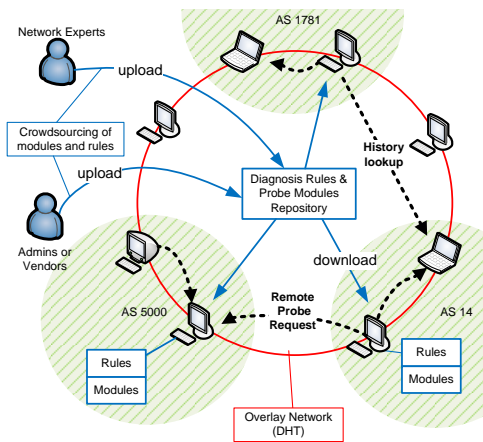 Network Experts
AS 1781
upload
Crowdsourcing of
modules and rules
History
lookup
upload
Diagnosis Rules &
Probe Modules
Repository
Admins or
Vendors
download
AS 5000
Remote
Probe
Request
AS 14
Rules
Modules
Rules
Modules
Overlay Network
(DHT)